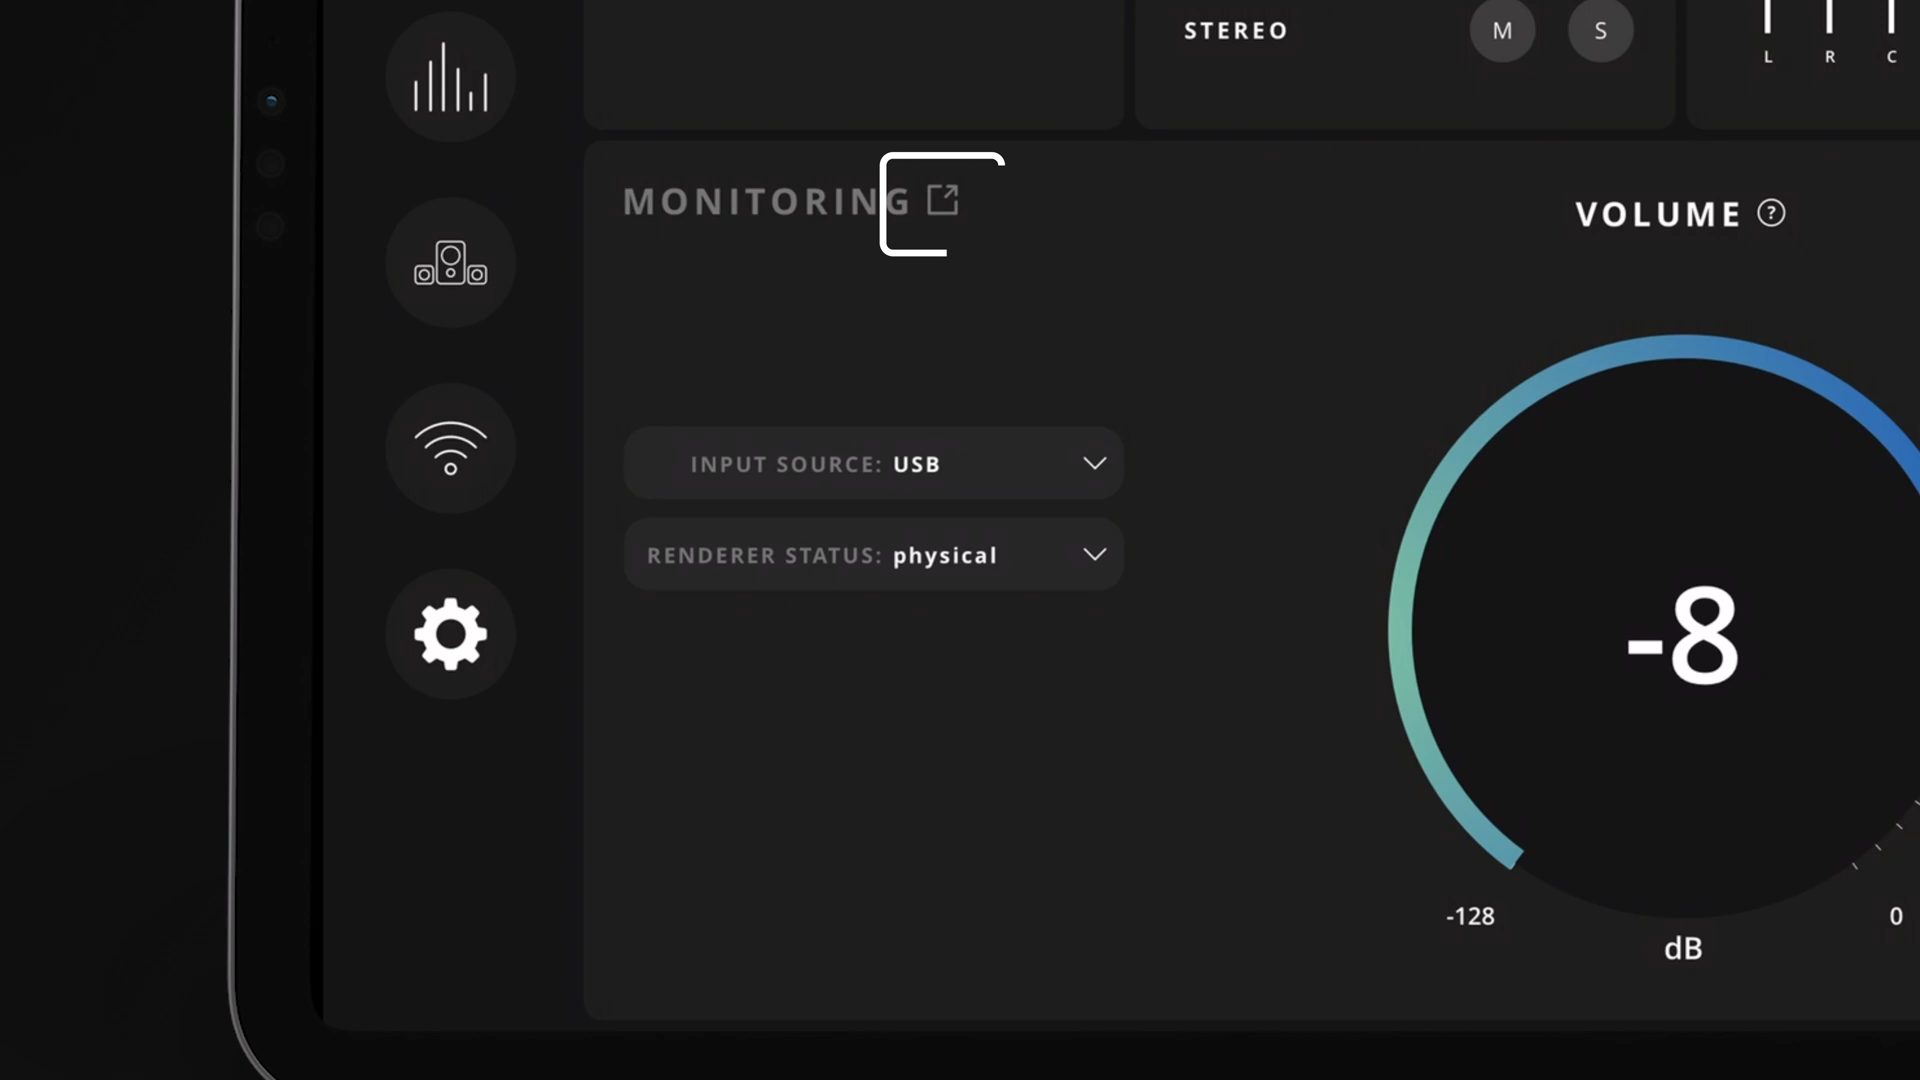 STEREO M S
L R C
MONITORING
VOLUME ?
INPUT SOURCE: USB
RENDERER STATUS: physical
-8
-128 0
dB